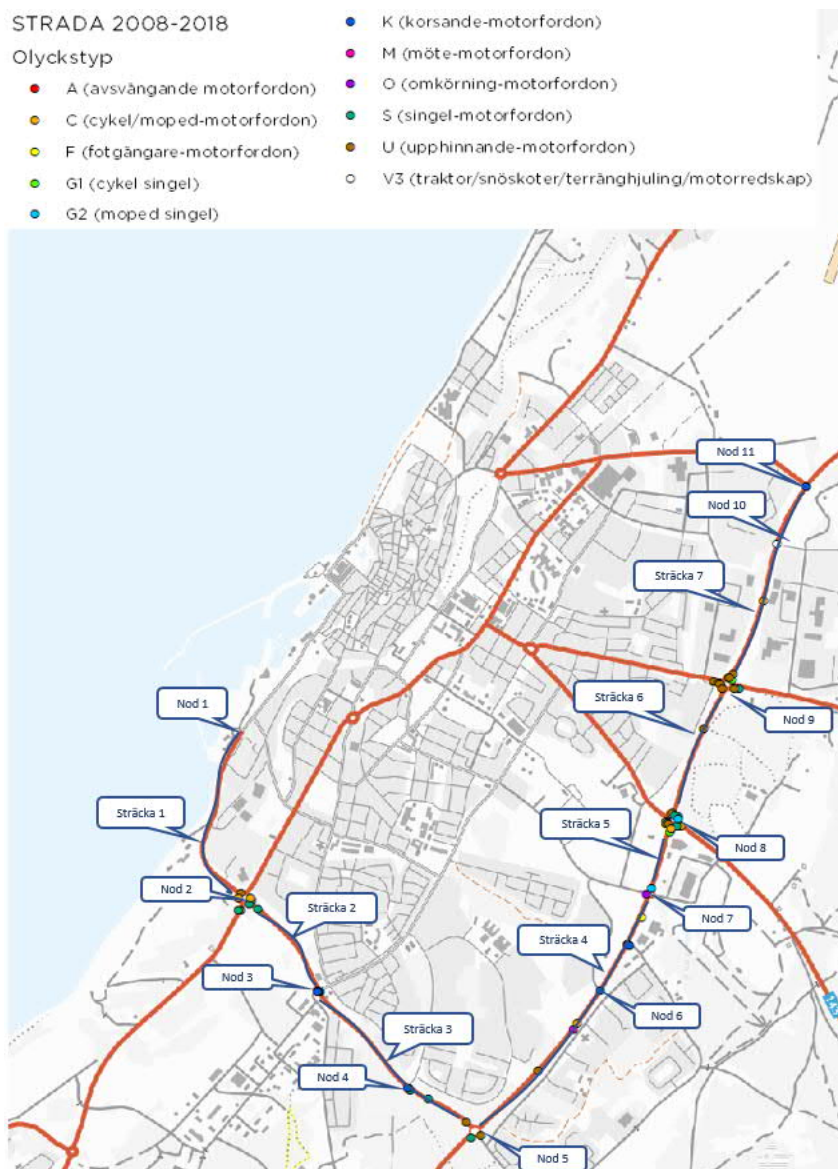 STRADA 2008-2018
Olyckstyp
A (avsvängande motorfordon)
C (cykel/moped-motorfordon)
F (fotgängare-motorfordon)
G1 (cykel singel)
G2 (moped singel)
K (korsande-motorfordon)
M (möte-motorfordon)
O (omkörning-motorfordon)
S (singel-motorfordon)
U (upphinnande-motorfordon)
V3 (traktor/snöskoter/terränghjuling/motorredskap)
Nod 11
Nod 10
Sträcka 7
Nod 1
Sträcka 6
Nod 9
Sträcka 1
Sträcka 5
Nod 8
Nod 2
Sträcka 2
Nod 7
Sträcka 4
Nod 3
Nod 6
Sträcka 3
Nod 4
Nod 5